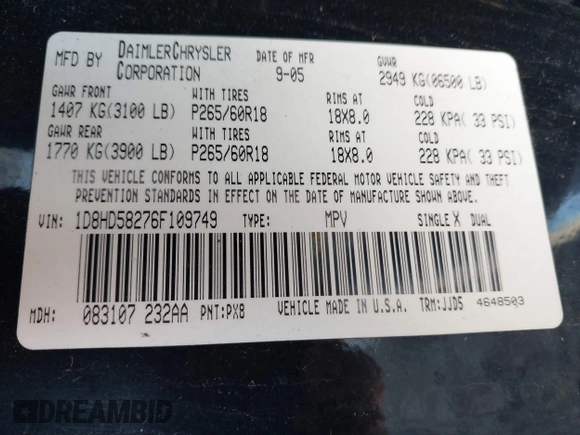 MFD BY DAIMLERCHRYSLER CORPORATION DATE OF MFR 9-05 GVWR 2949 KG(06500 LB)
GAWR FRONT WITH TIRES RIMS AT COLD
1407 KG(3100 LB) P265/60R18 18X8.0 228 KPA( 33 PSI)
GAWR REAR WITH TIRES RIMS AT COLD
1770 KG(3900 LB) P265/60R18 18X8.0 228 KPA( 33 PSI)
THIS VEHICLE CONFORMS TO ALL APPLICABLE FEDERAL MOTOR VEHICLE SAFETY AND THEFT
PREVENTION STANDARDS IN EFFECT ON THE DATE OF MANUFACTURE SHOWN ABOVE.
VIN: 1D8HD58276F109749 TYPE: MPV SINGLE X DUAL
MDH: 083107 232AA PNT:PX8 VEHICLE MADE IN U.S.A. TRM:JJD5 4648503
DREAMBID